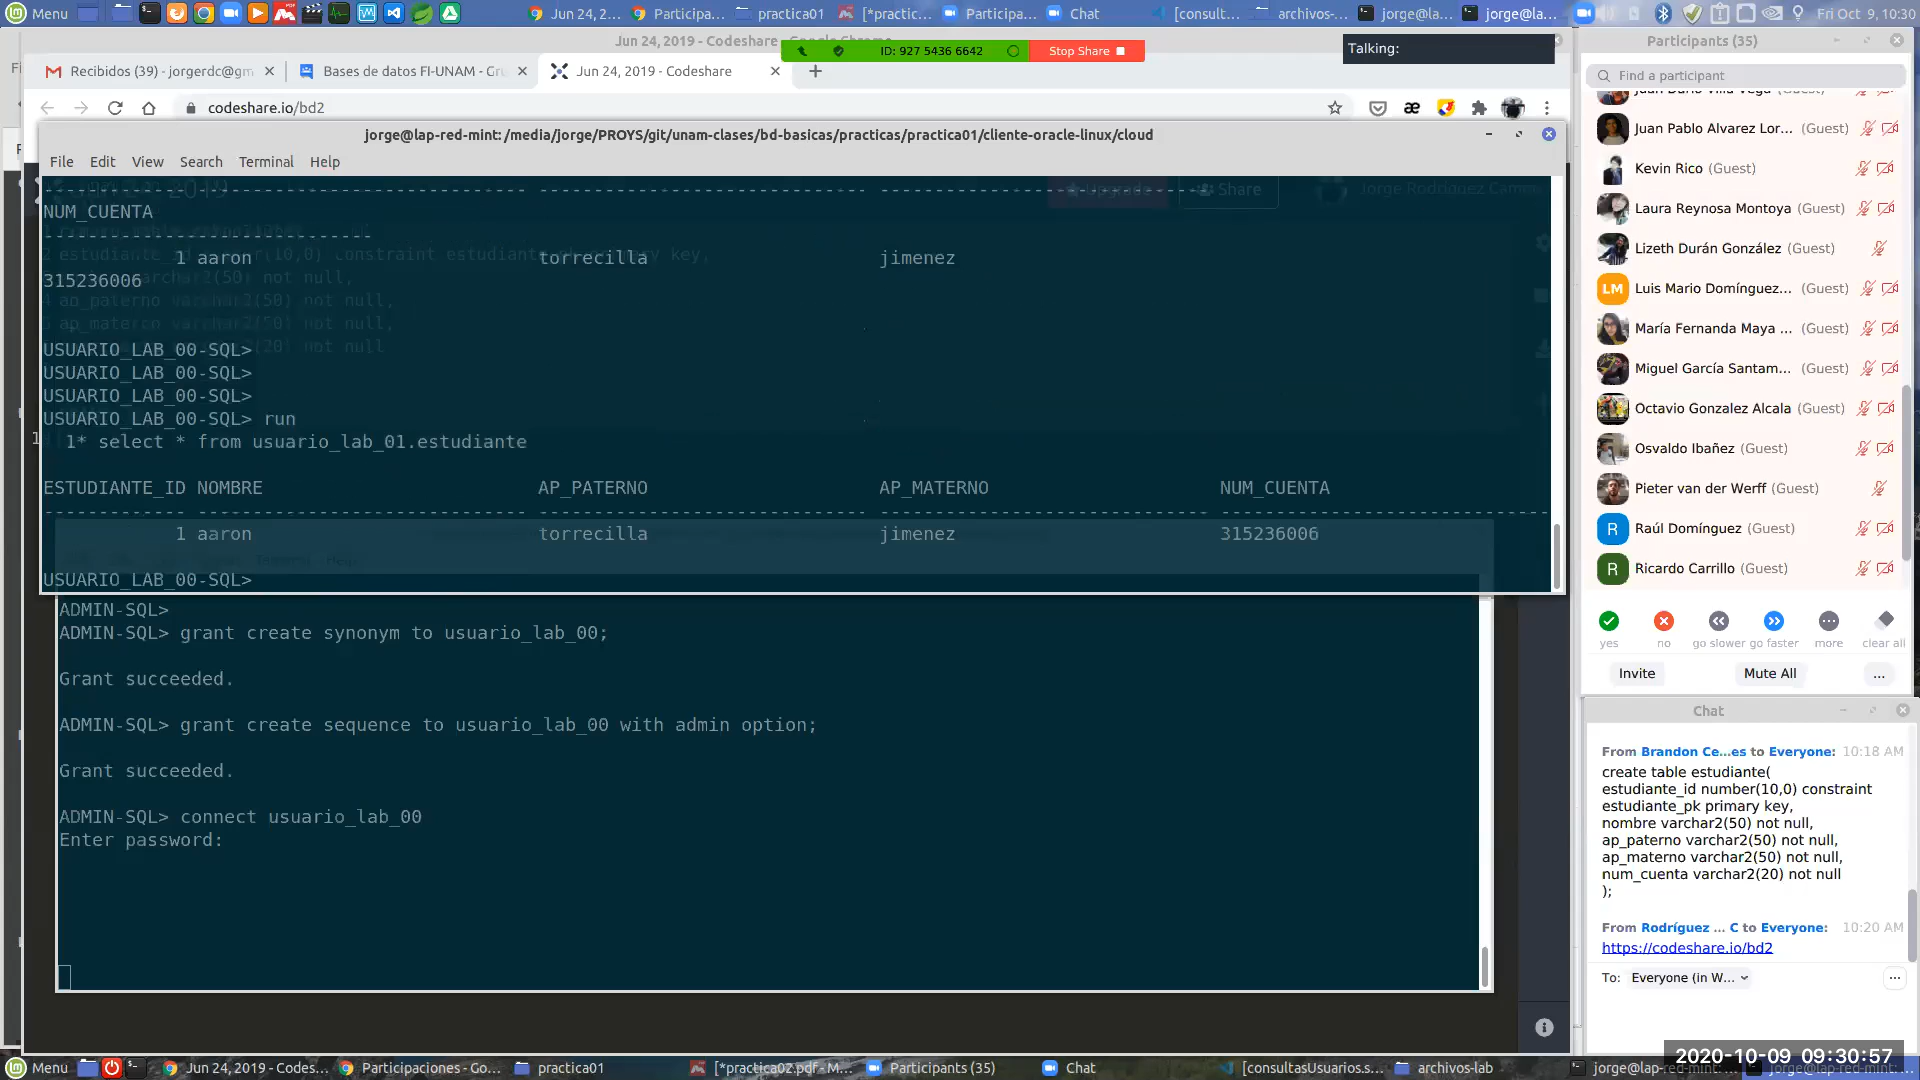 Menu
Jun 24, 2...
Participa...
practica01
[*practic...
Participa...
Chat
[consult...
archivos-...
jorge@la...
jorge@la...
Fri Oct 9, 10:30
Jun 24, 2019 - Codeshare - Google Chrome
ID: 927 5436 6642
Stop Share
Talking:
Recibidos (39) - jorgerdc@gm
Bases de datos FI-UNAM - Gru
Jun 24, 2019 - Codeshare
codeshare.io/bd2
jorge@lap-red-mint: /media/jorge/PROYS/git/unam-clases/bd-basicas/practicas/practica01/cliente-oracle-linux/cloud
File Edit View Search Terminal Help
Upgrade
Share
NUM_CUENTA
1 aaron torrecilla jimenez
315236006
USUARIO_LAB_00-SQL>
USUARIO_LAB_00-SQL>
USUARIO_LAB_00-SQL>
USUARIO_LAB_00-SQL> run
1* select * from usuario_lab_01.estudiante
ESTUDIANTE_ID NOMBRE AP_PATERNO AP_MATERNO NUM_CUENTA
1 aaron torrecilla jimenez 315236006
USUARIO_LAB_00-SQL>
ADMIN-SQL>
ADMIN-SQL> grant create synonym to usuario_lab_00;
Grant succeeded.
ADMIN-SQL> grant create sequence to usuario_lab_00 with admin option;
Grant succeeded.
ADMIN-SQL> connect usuario_lab_00
Enter password:
Participants (35)
Find a participant
Juan Pablo Alvarez Lor... (Guest)
Kevin Rico (Guest)
Laura Reynosa Montoya (Guest)
Lizeth Durán González (Guest)
LM Luis Mario Domínguez... (Guest)
María Fernanda Maya ... (Guest)
Miguel García Santam... (Guest)
Octavio Gonzalez Alcala (Guest)
Osvaldo Ibañez (Guest)
Pieter van der Werff (Guest)
R Raúl Domínguez (Guest)
R Ricardo Carrillo (Guest)
yes no go slower go faster more clear all
Invite Mute All ...
Chat
From Brandon Ce...es to Everyone: 10:18 AM
create table estudiante(
estudiante_id number(10,0) constraint
estudiante_pk primary key,
nombre varchar2(50) not null,
ap_paterno varchar2(50) not null,
ap_materno varchar2(50) not null,
num_cuenta varchar2(20) not null
);
From Rodríguez ... C to Everyone: 10:20 AM
https://codeshare.io/bd2
To: Everyone (in W...
2020-10-09 09:30:57
Menu
Jun 24, 2019 - Codes...
Participaciones - Go...
practica01
[*practica02.pdf - M...
Participants (35)
Chat
[consultasUsuarios.s...
archivos-lab
jorge@lap-red-mint: ...
jorge@lap-red-mint: ...